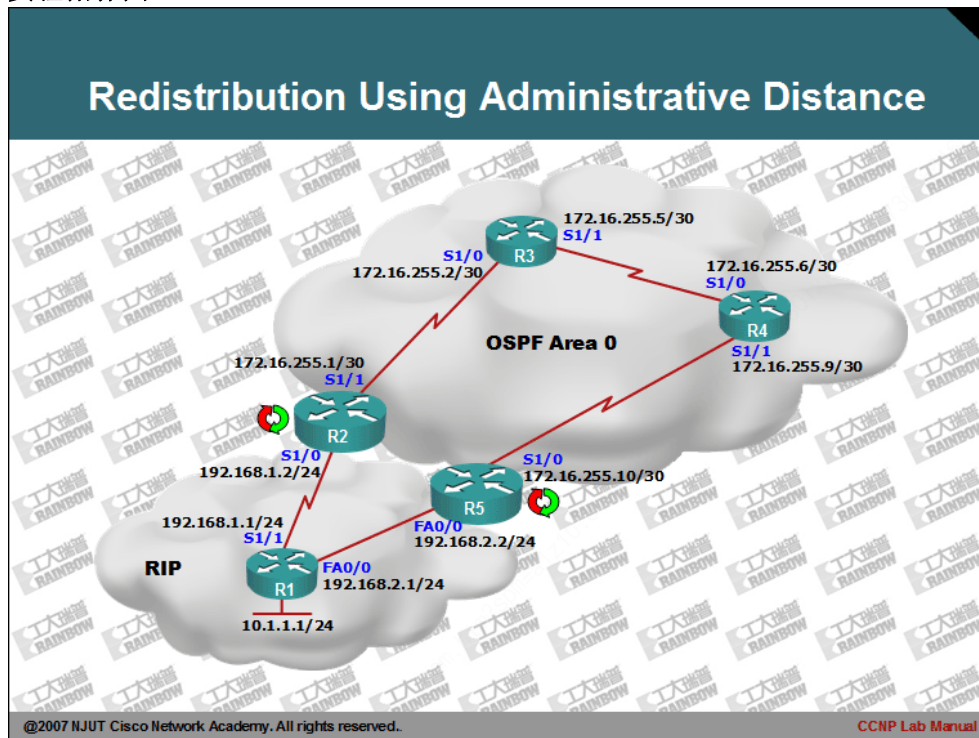 Redistribution Using Administrative Distance
172.16.255.5/30
S1/1
R3
S1/0
172.16.255.2/30
172.16.255.6/30
S1/0
R4
S1/1
172.16.255.9/30
OSPF Area 0
172.16.255.1/30
S1/1
R2
S1/0
192.168.1.2/24
S1/0
172.16.255.10/30
R5
FA0/0
192.168.2.2/24
192.168.1.1/24
S1/1
RIP
FA0/0
192.168.2.1/24
R1
10.1.1.1/24
工大瑞普
RAINBOW
@2007 NJUT Cisco Network Academy. All rights reserved..
CCNP Lab Manual